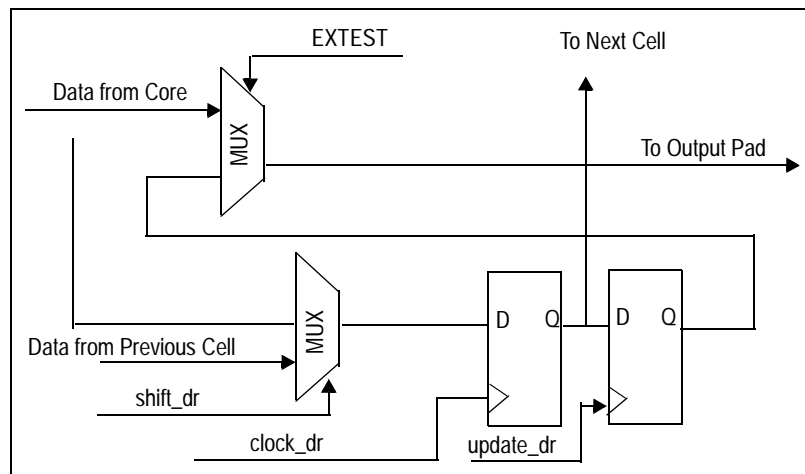 EXTEST
To Next Cell
Data from Core
MUX
To Output Pad
MUX
D Q
D Q
Data from Previous Cell
shift_dr
clock_dr
update_dr